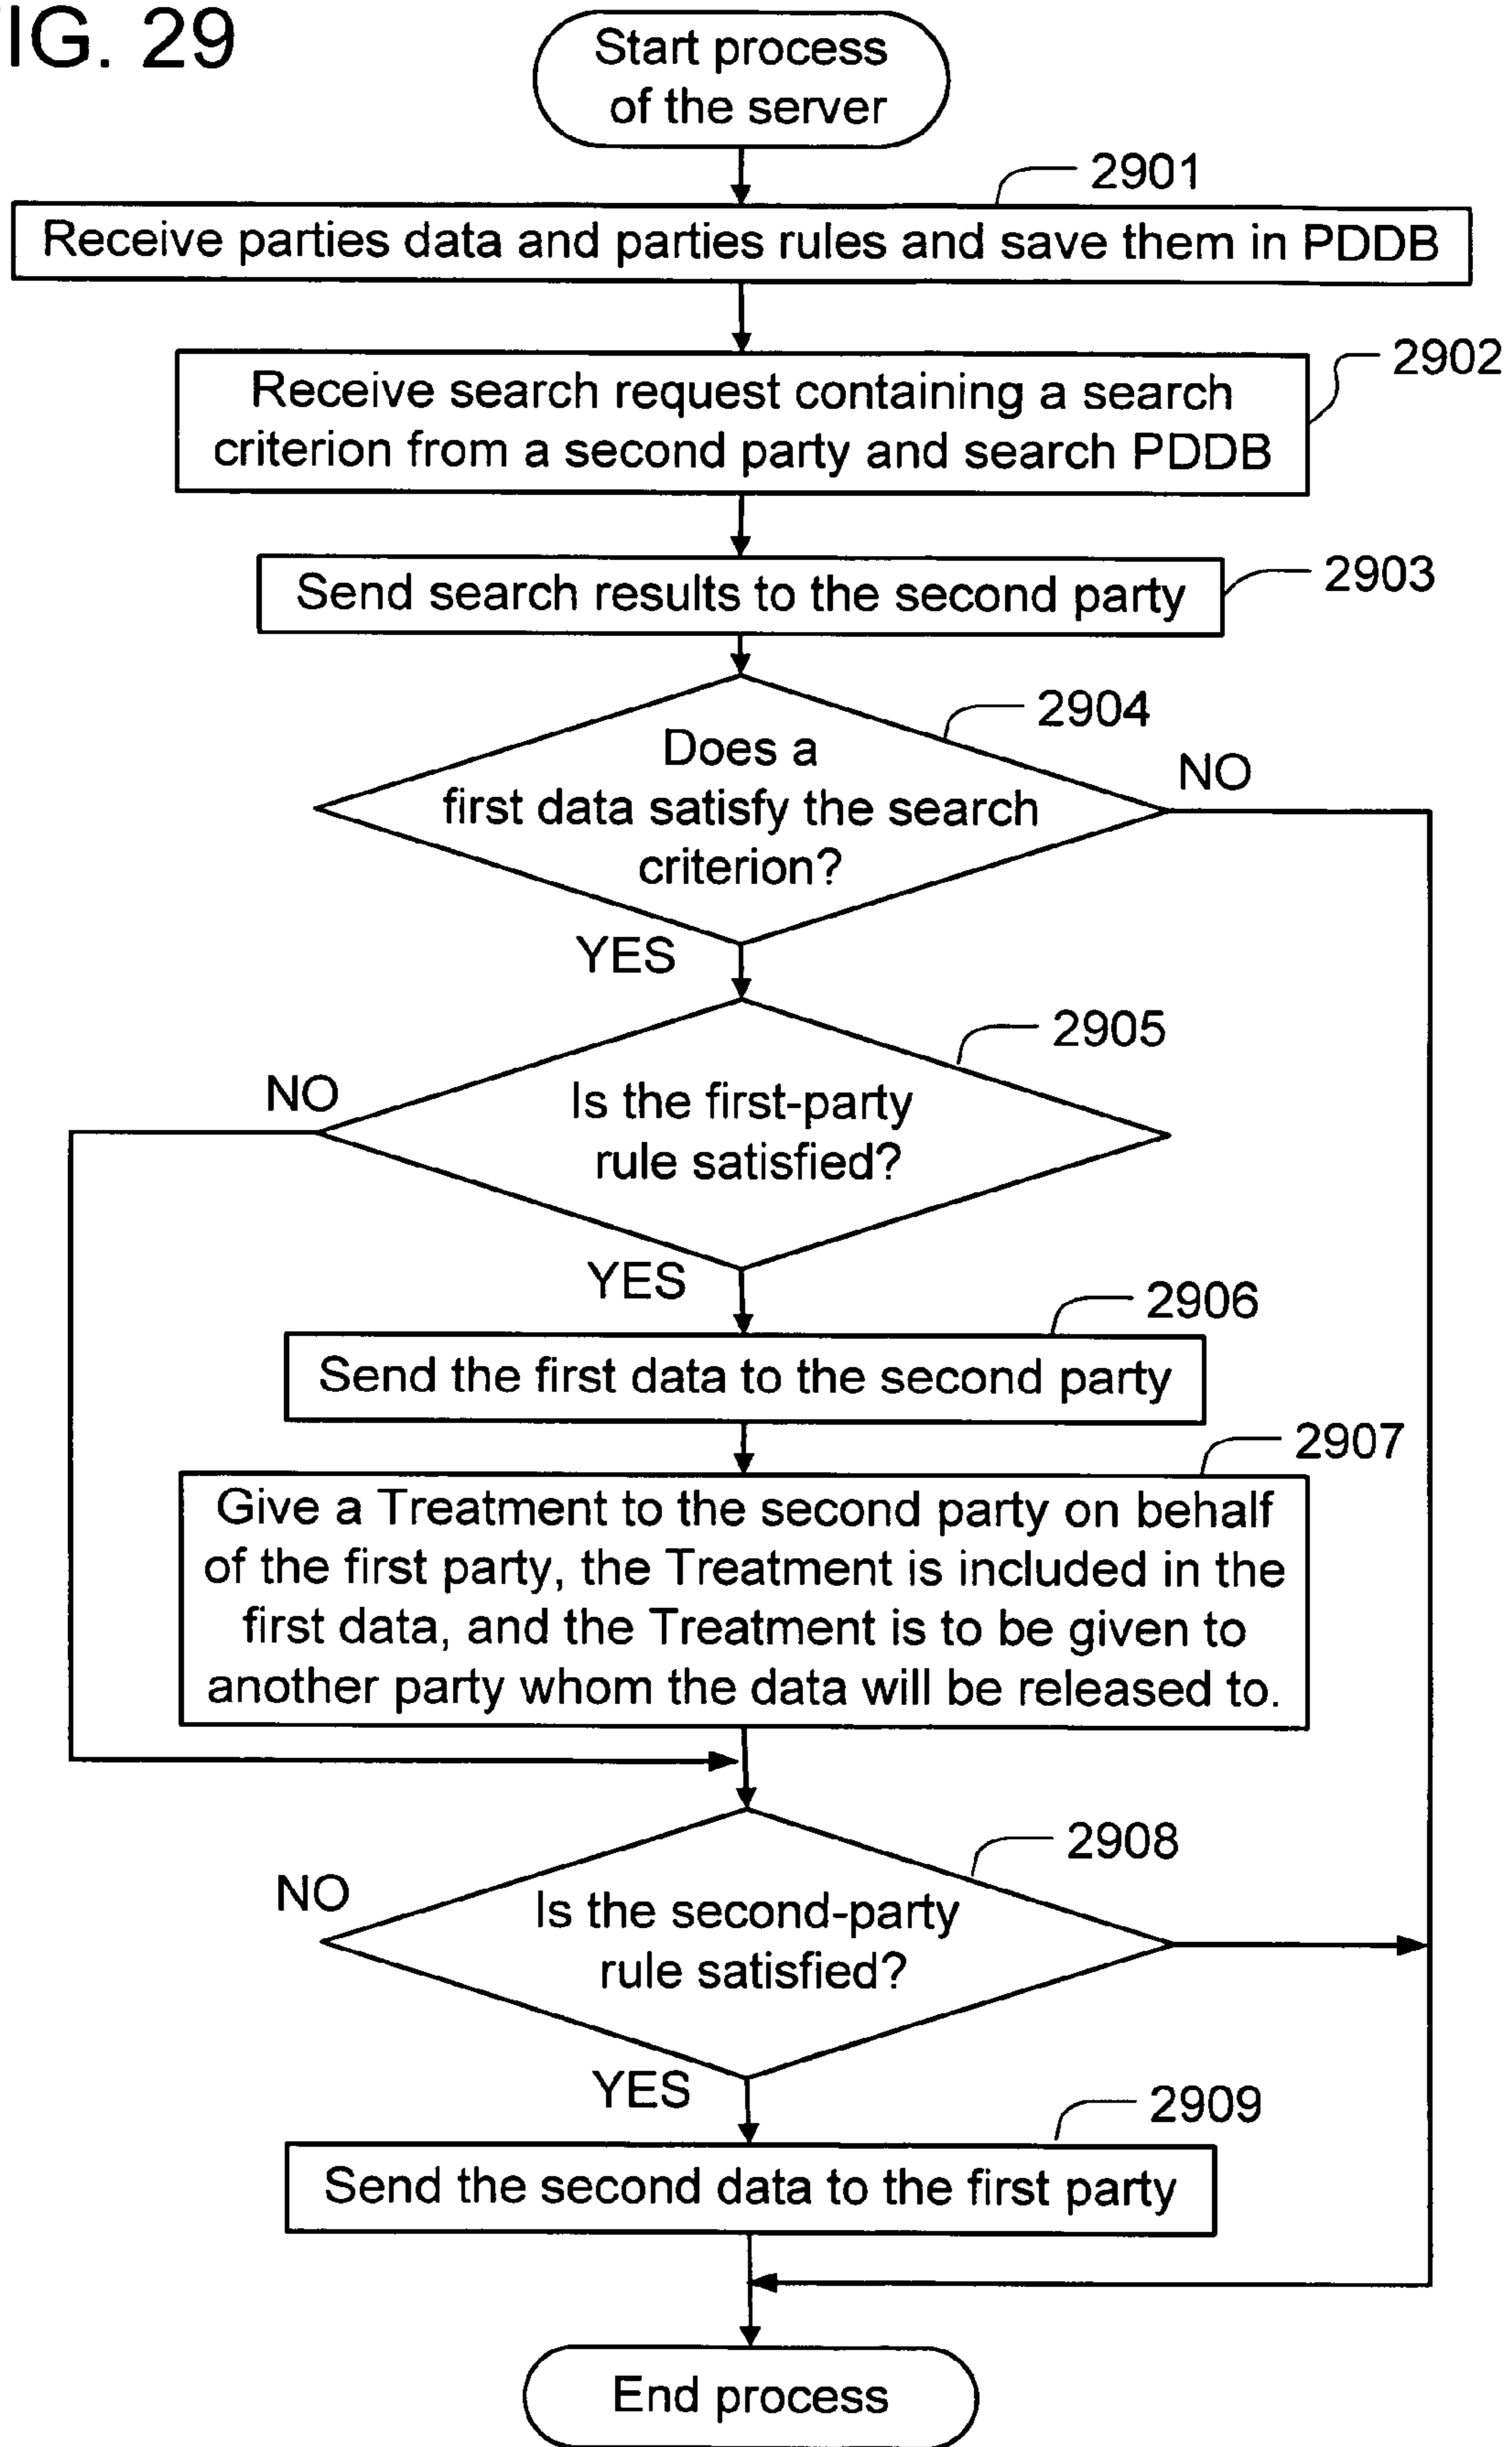 IG. 29
Start process
of the server
2901
Receive parties data and parties rules and save them in PDDB
2902
Receive search request containing a search
criterion from a second party and search PDDB
2903
Send search results to the second party
2904
Does a
first data satisfy the search
criterion?
NO
YES
2905
NO
Is the first-party
rule satisfied?
YES
2906
Send the first data to the second party
2907
Give a Treatment to the second party on behalf
of the first party, the Treatment is included in the
first data, and the Treatment is to be given to
another party whom the data will be released to.
2908
NO
Is the second-party
rule satisfied?
YES
2909
Send the second data to the first party
End process